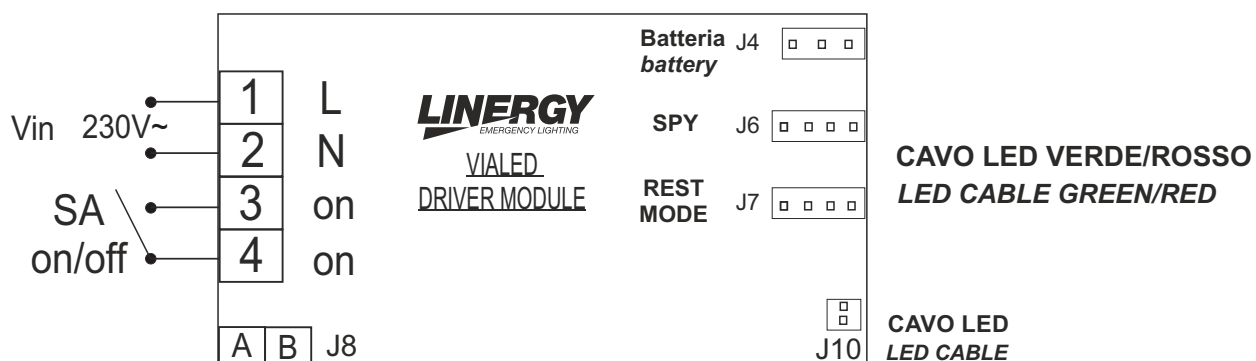 Batteria J4
battery
1 L
Vin 230V~
2 N
SA
3 on
on/off
4 on
A B J8
LINERGY
EMERGENCY LIGHTING
VIALED
DRIVER MODULE
SPY J6
REST
MODE J7
CAVO LED VERDE/ROSSO
LED CABLE GREEN/RED
J10
CAVO LED
LED CABLE